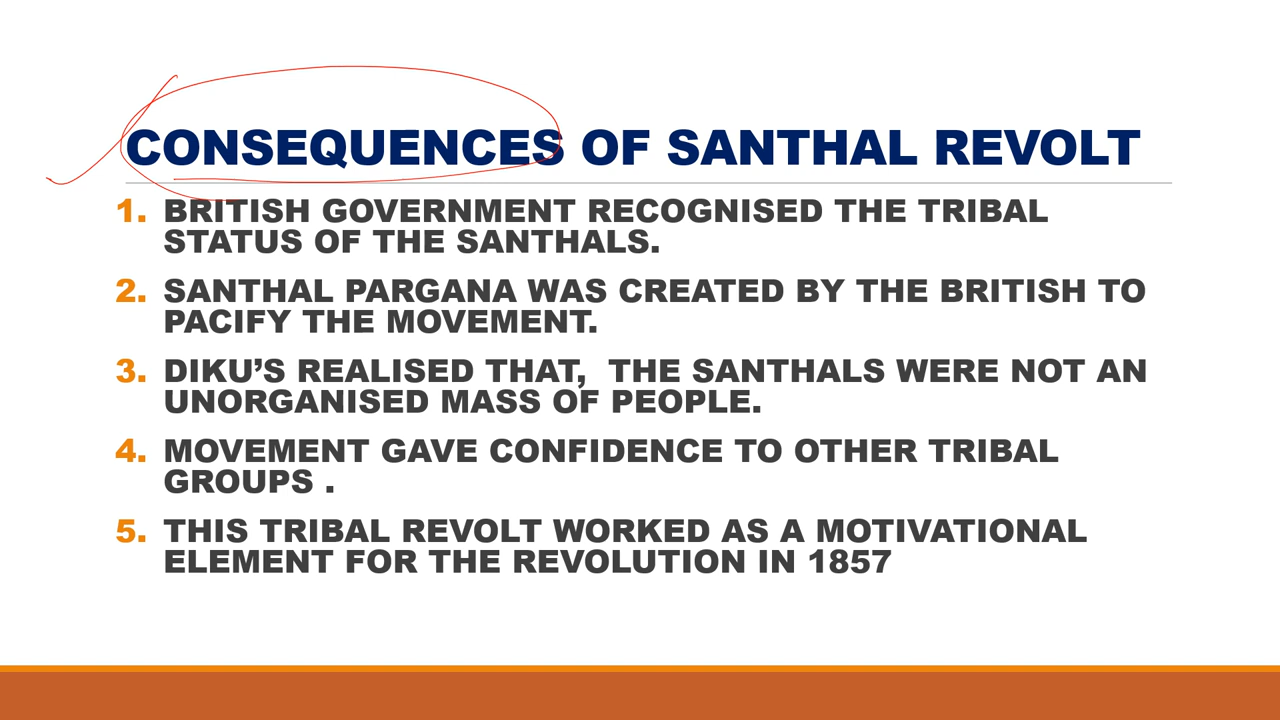 CONSEQUENCES OF SANTHAL REVOLT
1. BRITISH GOVERNMENT RECOGNISED THE TRIBAL
STATUS OF THE SANTHALS.
2. SANTHAL PARGANA WAS CREATED BY THE BRITISH TO
PACIFY THE MOVEMENT.
3. DIKU’S REALISED THAT,  THE SANTHALS WERE NOT AN
UNORGANISED MASS OF PEOPLE.
4. MOVEMENT GAVE CONFIDENCE TO OTHER TRIBAL
GROUPS .
5. THIS TRIBAL REVOLT WORKED AS A MOTIVATIONAL
ELEMENT FOR THE REVOLUTION IN 1857